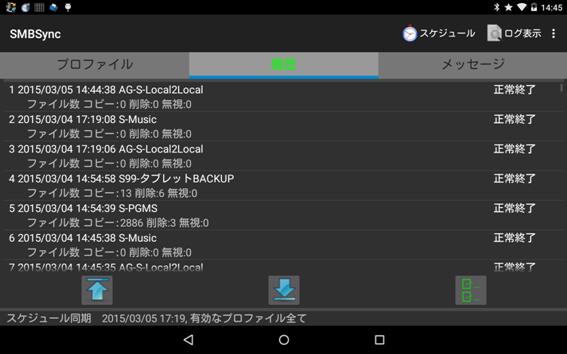 14:45
SMBSync
スケジュール
ログ表示
プロファイル
履歴
メッセージ
1 2015/03/05 14:44:38 AG-S-Local2Local 正常終了
ファイル数 コピー:0 削除:0 無視:0
2 2015/03/04 17:19:08 S-Music 正常終了
ファイル数 コピー:0 削除:0 無視:0
3 2015/03/04 17:19:06 AG-S-Local2Local 正常終了
ファイル数 コピー:0 削除:0 無視:0
4 2015/03/04 14:54:58 S99-タブレットBACKUP 正常終了
ファイル数 コピー:13 削除:6 無視:0
5 2015/03/04 14:54:39 S-PGMS 正常終了
ファイル数 コピー:2886 削除:3 無視:0
6 2015/03/04 14:45:38 S-Music 正常終了
ファイル数 コピー:0 削除:0 無視:0
7 2015/03/04 14:45:35 AG-S-Local2Local 正常終了
スケジュール同期 2015/03/05 17:19, 有効なプロファイル全て